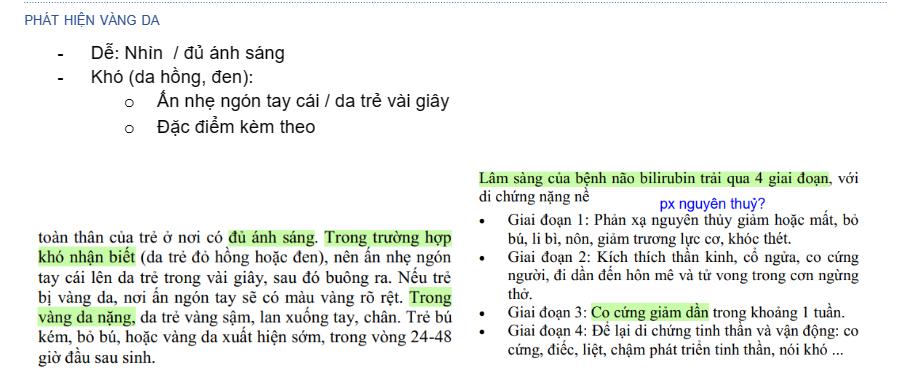 PHÁT HIỆN VÀNG DA
- Dễ: Nhìn / đủ ánh sáng
- Khó (da hồng, đen):
o Ấn nhẹ ngón tay cái / da trẻ vài giây
o Đặc điểm kèm theo
toàn thân của trẻ ở nơi có đủ ánh sáng. Trong trường hợp
khó nhận biết (da trẻ đỏ hồng hoặc đen), nên ấn nhẹ ngón
tay cái lên da trẻ trong vài giây, sau đó buông ra. Nếu trẻ
bị vàng da, nơi ấn ngón tay sẽ có màu vàng rõ rệt. Trong
vàng da nặng, da trẻ vàng sậm, lan xuống tay, chân. Trẻ bú
kém, bỏ bú, hoặc vàng da xuất hiện sớm, trong vòng 24-48
giờ đầu sau sinh.
Lâm sàng của bệnh não bilirubin trải qua 4 giai đoạn, với
di chứng nặng nề
px nguyên thuỷ?
• Giai đoạn 1: Phản xạ nguyên thủy giảm hoặc mất, bỏ
bú, li bì, nôn, giảm trương lực cơ, khóc thét.
• Giai đoạn 2: Kích thích thần kinh, cổ ngửa, co cứng
người, đi dần đến hôn mê và tử vong trong cơn ngừng
thở.
• Giai đoạn 3: Co cứng giảm dần trong khoảng 1 tuần.
• Giai đoạn 4: Để lại di chứng tinh thần và vận động: co
cứng, điếc, liệt, chậm phát triển tinh thần, nói khó ...